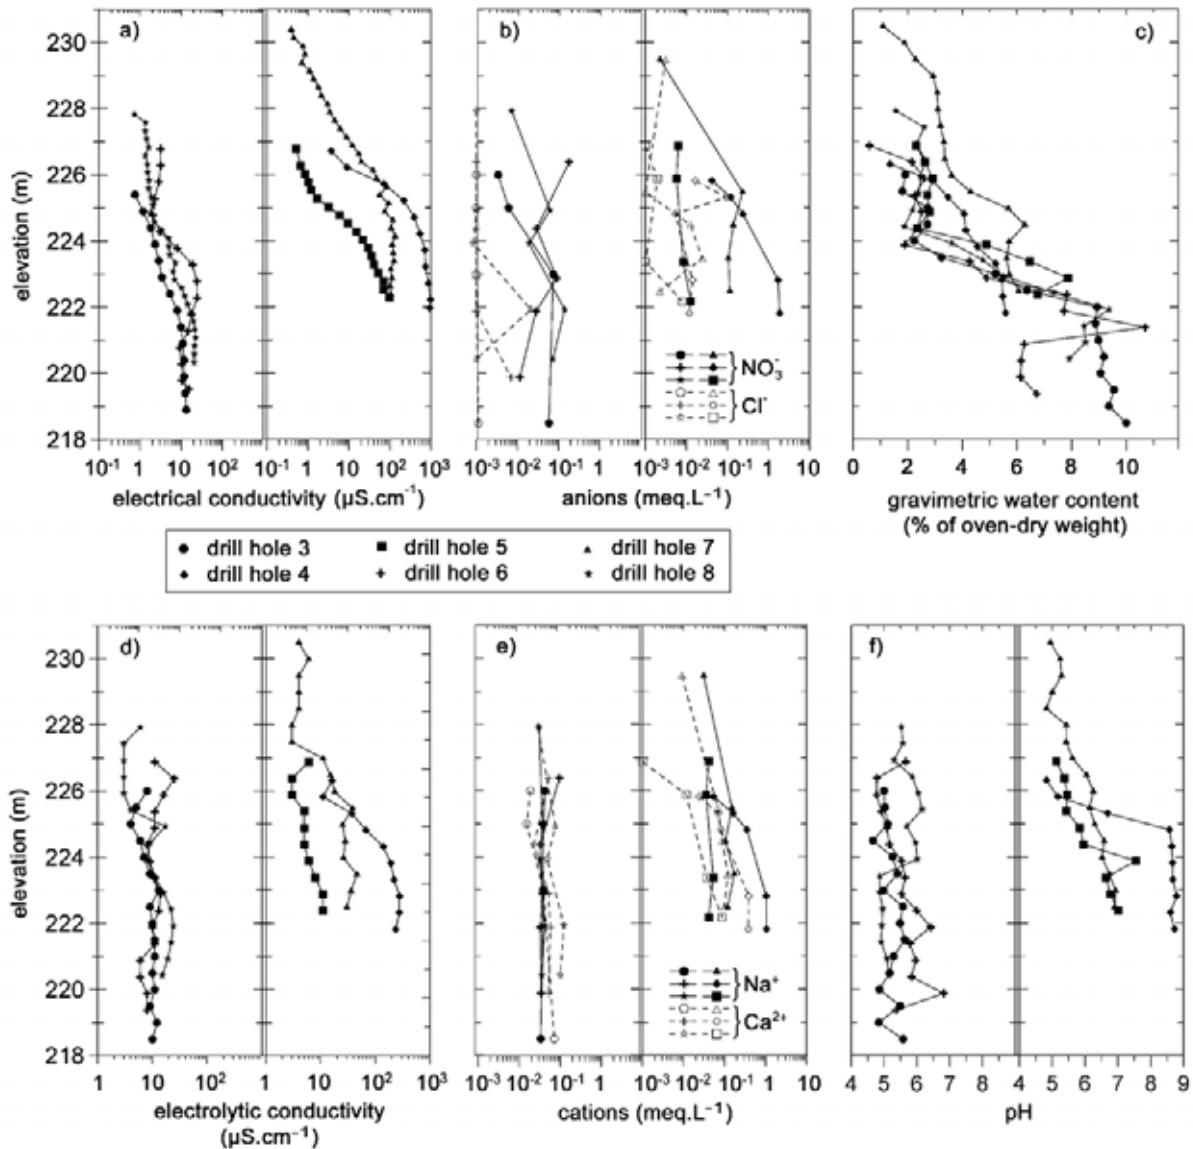 a) b) c)
230
228
226
224
222
220
218
elevation (m)
10-1 1 10 10² 10-1 1 10 10² 10³
electrical conductivity (µS.cm-1)
10-3 10-2 10-1 1 10-3 10-2 10-1 1 10
anions (meq.L-1)
NO3-
Cl-
0 2 4 6 8 10
gravimetric water content
(% of oven-dry weight)
drill hole 3 drill hole 5 drill hole 7
drill hole 4 drill hole 6 drill hole 8
d) e) f)
230
228
226
224
222
220
218
elevation (m)
1 10 10² 1 10 10² 10³
electrolytic conductivity
(µS.cm-1)
10-3 10-2 10-1 1 10-3 10-2 10-1 1 10
cations (meq.L-1)
Na+
Ca2+
4 5 6 7 8 4 5 6 7 8 9
pH